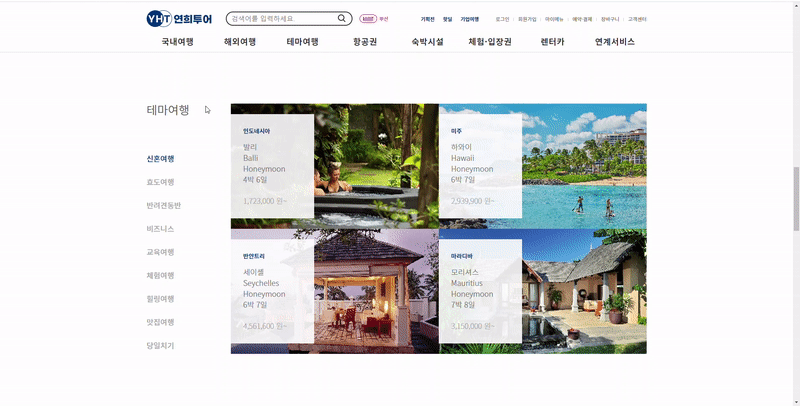 YHT 연희투어
검색어를 입력하세요
부산
기획전 핫딜 기업여행
로그인 회원가입 마이메뉴 예약·결제 장바구니 고객센터
국내여행 해외여행 테마여행 항공권 숙박시설 체험·입장권 렌터카 연계서비스
테마여행
신혼여행
효도여행
반려견동반
비즈니스
교육여행
체험여행
힐링여행
맛집여행
당일치기
인도네시아
발리
Balli
Honeymoon
4박 6일
1,723,000 원~
미주
하와이
Hawaii
Honeymoon
6박 7일
2,939,900 원~
반얀트리
세이셸
Seychelles
Honeymoon
6박 7일
4,561,600 원~
마라디바
모리셔스
Mauritius
Honeymoon
7박 8일
3,150,000 원~